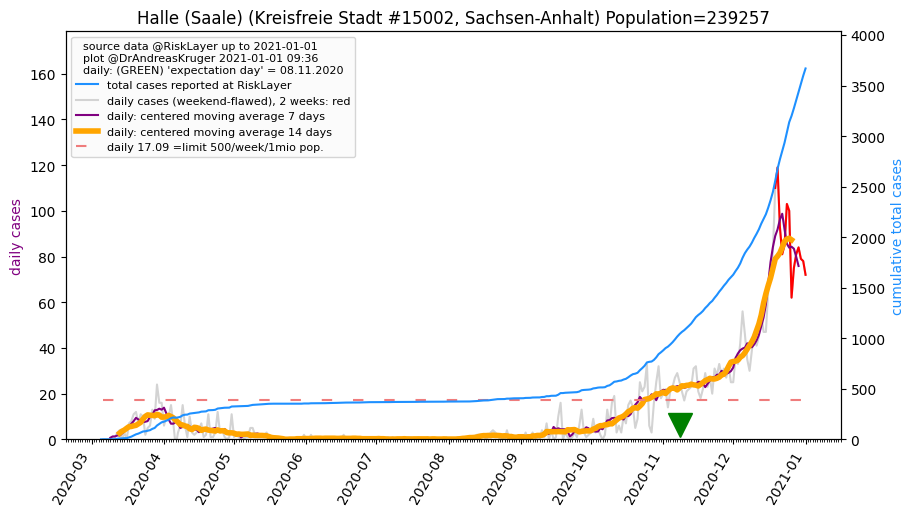 Halle (Saale) (Kreisfreie Stadt #15002, Sachsen-Anhalt) Population=239257
source data @RiskLayer up to 2021-01-01
plot @DrAndreasKruger 2021-01-01 09:36
daily: (GREEN) 'expectation day' = 08.11.2020
total cases reported at RiskLayer
daily cases (weekend-flawed), 2 weeks: red
daily: centered moving average 7 days
daily: centered moving average 14 days
daily 17.09 =limit 500/week/1mio pop.
daily cases
160
140
120
100
80
60
40
20
0
cumulative total cases
4000
3500
3000
2500
2000
1500
1000
500
0
2020-03
2020-04
2020-05
2020-06
2020-07
2020-08
2020-09
2020-10
2020-11
2020-12
2021-01